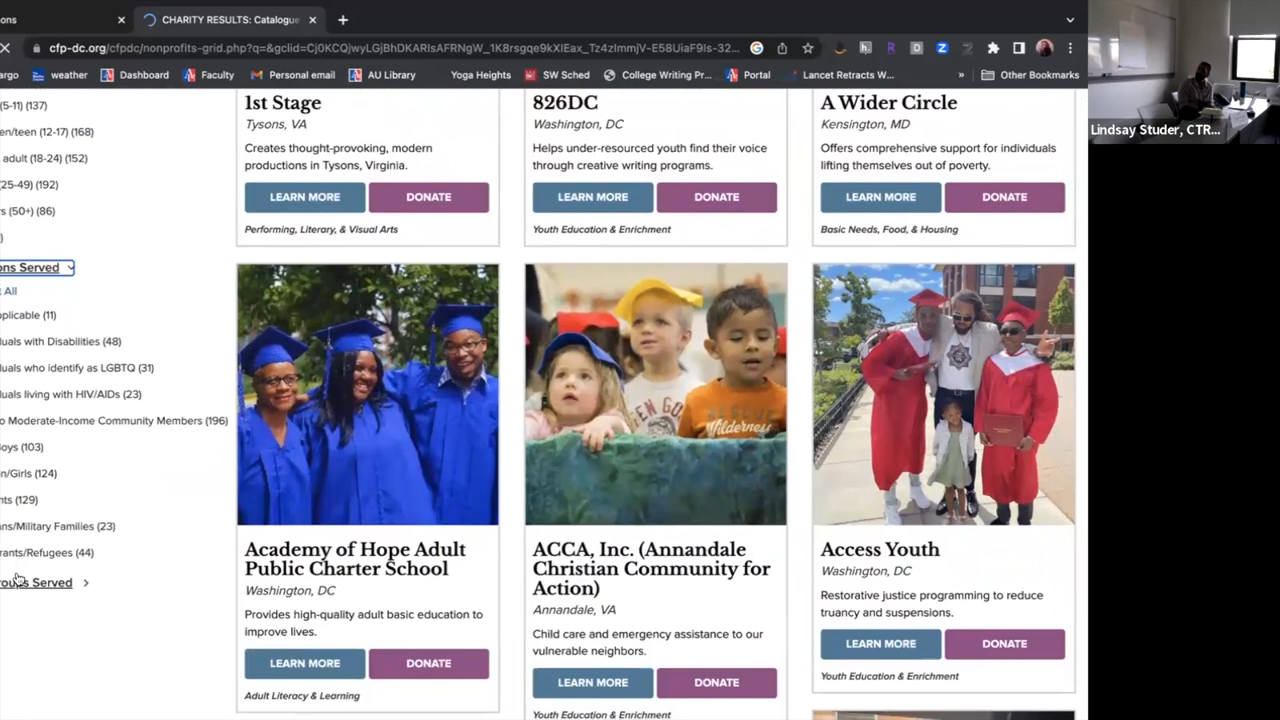 ons
CHARITY RESULTS: Catalogue
cfp-dc.org/cfpdc/nonprofits-grid.php?q=&gclid=Cj0KCQjwyLGjBhDKARIsAFRNgW_1K8rsgqe9kXIEax_Tz4zImmjV-E58UiaF9Is-32...
argo
weather
Dashboard
Faculty
Personal email
AU Library
Yoga Heights
SW Sched
College Writing Pr...
Portal
Lancet Retracts W...
»
Other Bookmarks
Lindsay Studer, CTR...
(5-11) (137)
en/teen (12-17) (168)
adult (18-24) (152)
(25-49) (192)
rs (50+) (86)
)
ons Served
t All
pplicable (11)
duals with Disabilities (48)
duals who identify as LGBTQ (31)
duals living with HIV/AIDs (23)
o Moderate-Income Community Members (196)
oys (103)
n/Girls (124)
nts (129)
ans/Military Families (23)
rants/Refugees (44)
roups Served
1st Stage
Tysons, VA
Creates thought-provoking, modern
productions in Tysons, Virginia.
LEARN MORE
DONATE
Performing, Literary, & Visual Arts
826DC
Washington, DC
Helps under-resourced youth find their voice
through creative writing programs.
LEARN MORE
DONATE
Youth Education & Enrichment
A Wider Circle
Kensington, MD
Offers comprehensive support for individuals
lifting themselves out of poverty.
LEARN MORE
DONATE
Basic Needs, Food, & Housing
Academy of Hope Adult
Public Charter School
Washington, DC
Provides high-quality adult basic education to
improve lives.
LEARN MORE
DONATE
Adult Literacy & Learning
ACCA, Inc. (Annandale
Christian Community for
Action)
Annandale, VA
Child care and emergency assistance to our
vulnerable neighbors.
LEARN MORE
DONATE
Youth Education & Enrichment
Access Youth
Washington, DC
Restorative justice programming to reduce
truancy and suspensions.
LEARN MORE
DONATE
Youth Education & Enrichment